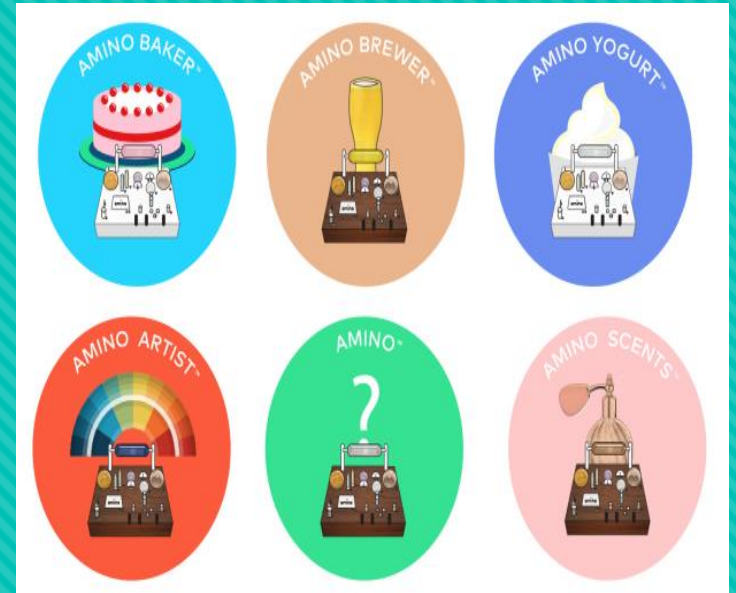 AMINO BAKER™
AMINO BREWER™
AMINO YOGURT™
AMINO ARTIST™
AMINO™
?
AMINO SCENTS™